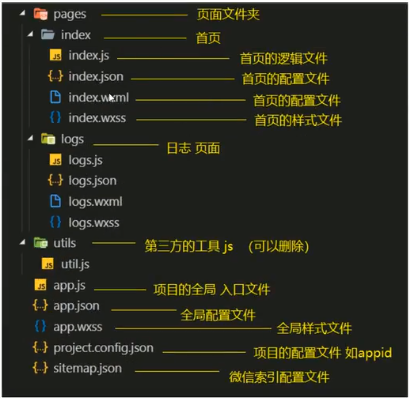 pages 页面文件夹
index 首页
index.js 首页的逻辑文件
index.json 首页的配置文件
index.wxml 首页的配置文件
index.wxss 首页的样式文件
logs 日志 页面
logs.js
logs.json
logs.wxml
logs.wxss
utils 第三方的工具 js （可以删除）
util.js
app.js 项目的全局 入口文件
app.json 全局配置文件
app.wxss 全局样式文件
project.config.json 项目的配置文件 如appid
sitemap.json 微信索引配置文件